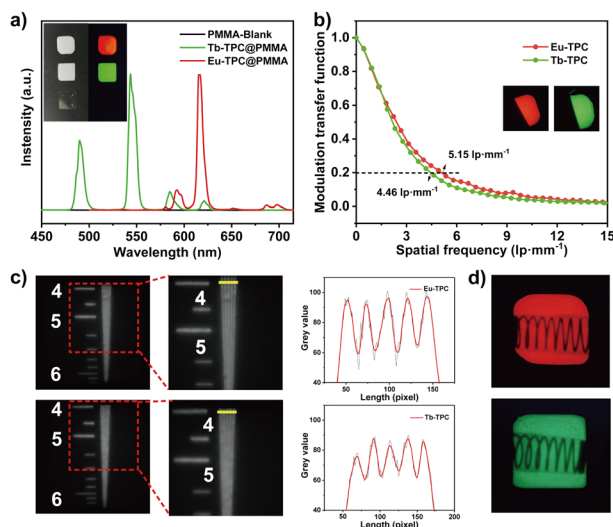 a)
PMMA-Blank
Tb-TPC@PMMA
Eu-TPC@PMMA
Instensity (a.u.)
450 500 550 600 650 700
Wavelength (nm)
b)
Eu-TPC
Tb-TPC
Modulation transfer function
1.0
0.8
0.6
0.4
0.2
0.0
5.15 lp·mm⁻¹
4.46 lp·mm⁻¹
0 3 6 9 12 15
Spatial frequency (lp·mm⁻¹)
c)
4
5
6
4
5
Eu-TPC
Grey value
100
80
60
40
50 100 150
Length (pixel)
4
5
6
4
5
Tb-TPC
Grey value
100
80
60
40
50 100 150 200
Length (pixel)
d)